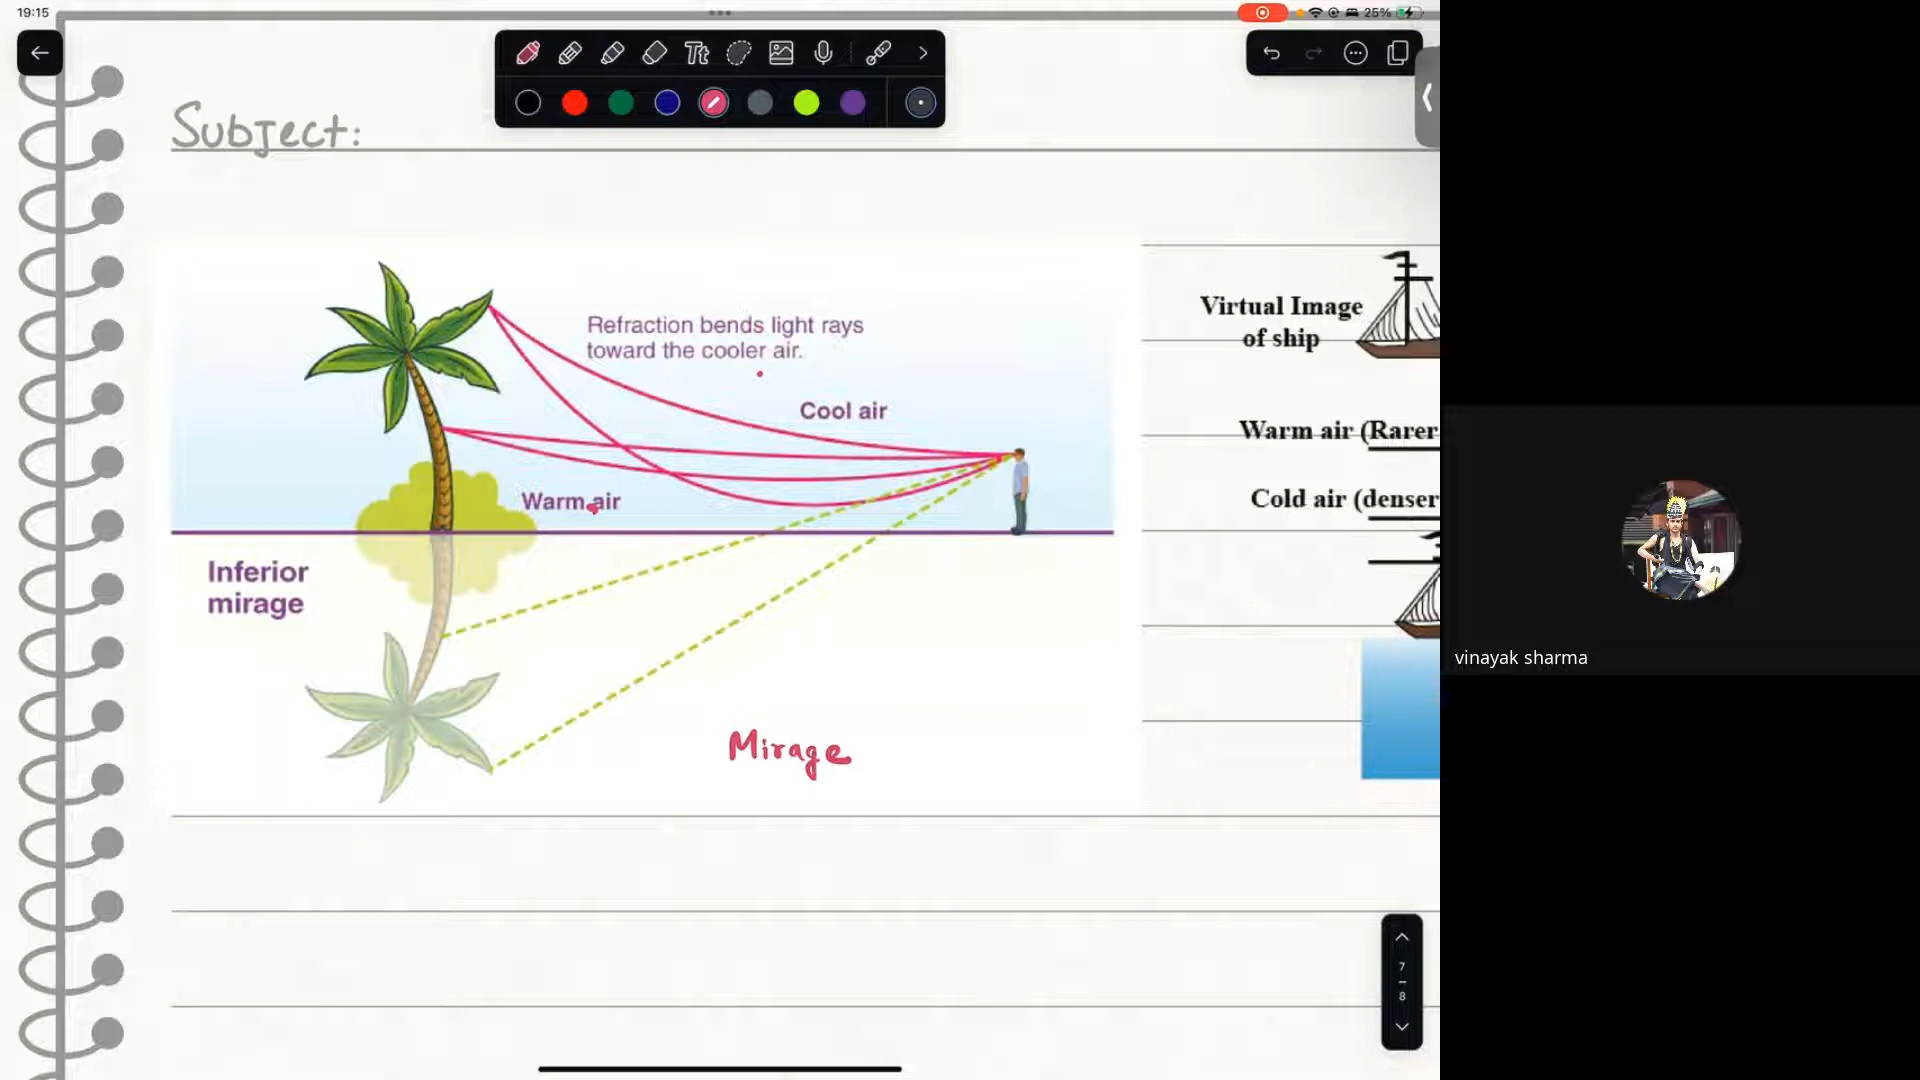 19:15
25%
Tt
Subject:
Refraction bends light rays
toward the cooler air.
Cool air
Warm air
Inferior
mirage
Mirage
Virtual Image
of ship
Warm air (Rarer
Cold air (denser
7
8
vinayak sharma